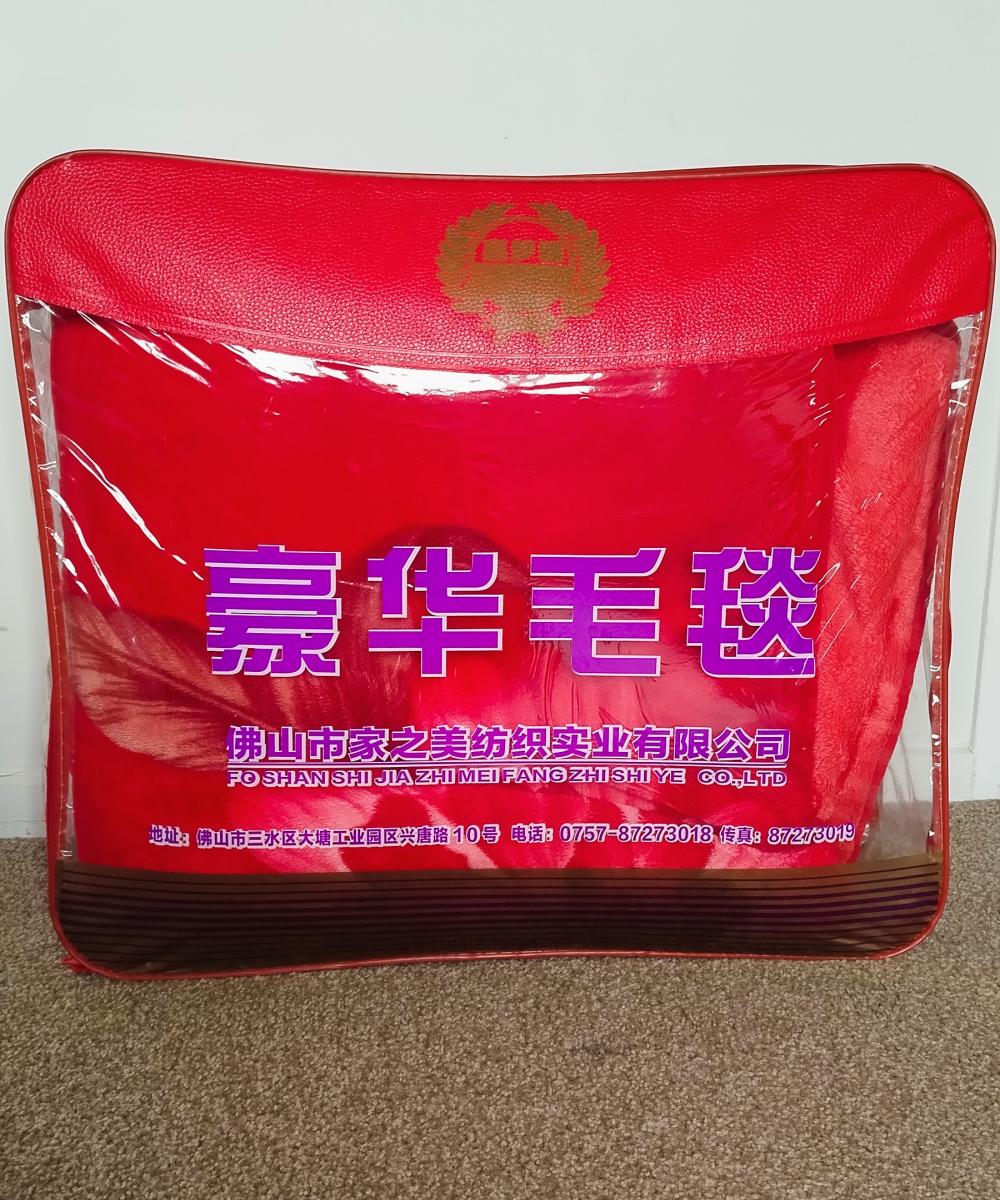 豪华毛毯
佛山市家之美纺织实业有限公司
FO SHAN SHI JIA ZHI MEI FANG ZHI SHI YE CO.,LTD
地址：佛山市三水区大塘工业园区兴唐路10号 电话：0757-87273018 传真：87273019